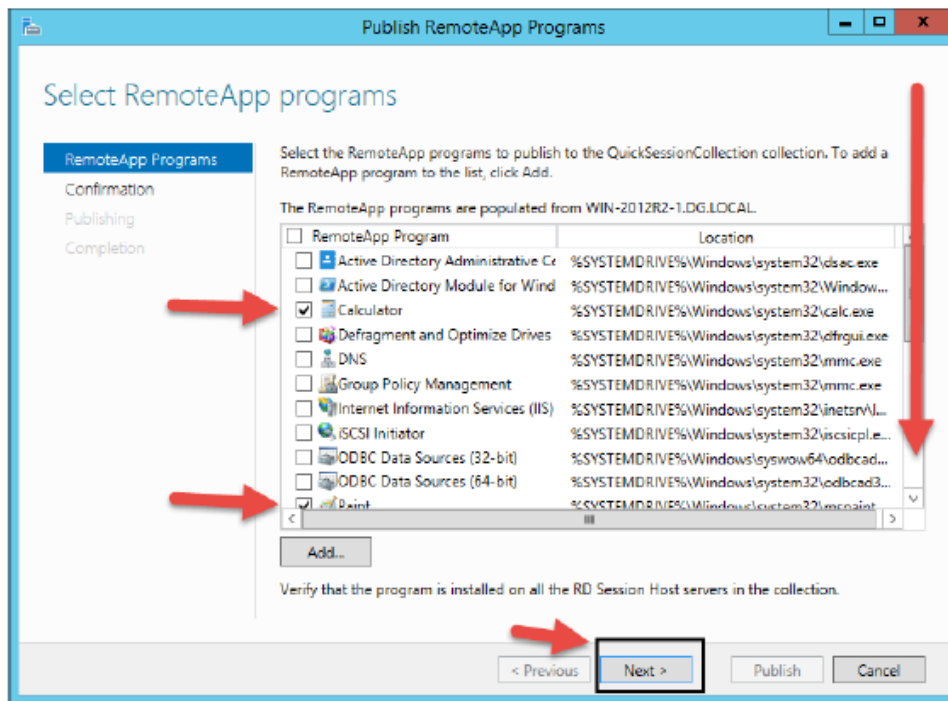 Publish RemoteApp Programs
Select RemoteApp programs
RemoteApp Programs
Confirmation
Publishing
Completion
Select the RemoteApp programs to publish to the QuickSessionCollection collection. To add a
RemoteApp program to the list, click Add.
The RemoteApp programs are populated from WIN-2012R2-1.DG.LOCAL.
RemoteApp Program Location
Active Directory Administrative Ce %SYSTEMDRIVE%\Windows\system32\dsac.exe
Active Directory Module for Wind %SYSTEMDRIVE%\Windows\system32\Window...
Calculator %SYSTEMDRIVE%\Windows\system32\calc.exe
Defragment and Optimize Drives %SYSTEMDRIVE%\Windows\system32\dfrgui.exe
DNS %SYSTEMDRIVE%\Windows\system32\mmc.exe
Group Policy Management %SYSTEMDRIVE%\Windows\system32\mmc.exe
Internet Information Services (IIS) %SYSTEMDRIVE%\Windows\system32\inetsrv\I...
iSCSI Initiator %SYSTEMDRIVE%\Windows\system32\iscsicpl.e...
ODBC Data Sources (32-bit) %SYSTEMDRIVE%\Windows\syswow64\odbcad...
ODBC Data Sources (64-bit) %SYSTEMDRIVE%\Windows\system32\odbcad3...
Paint %SYSTEMDRIVE%\Windows\system32\mspaint
Add...
Verify that the program is installed on all the RD Session Host servers in the collection.
< Previous Next > Publish Cancel